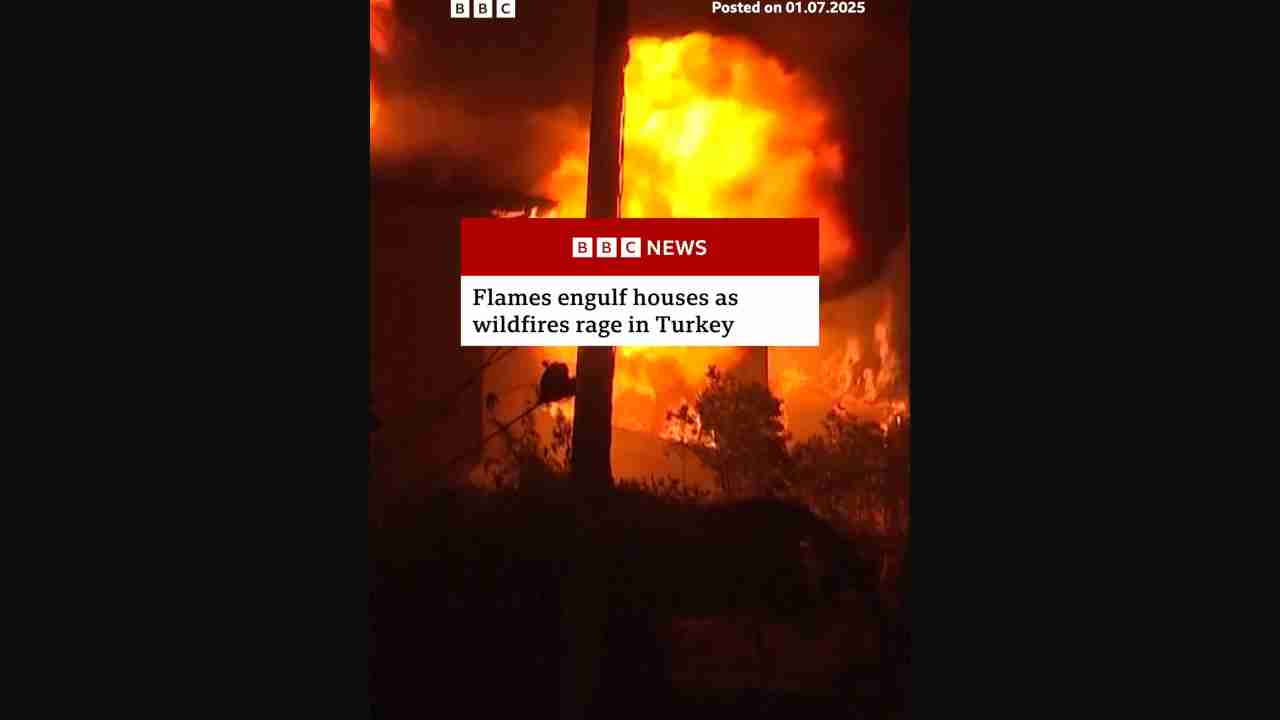 BBC
Posted on 01.07.2025
BBC NEWS
Flames engulf houses as
wildfires rage in Turkey